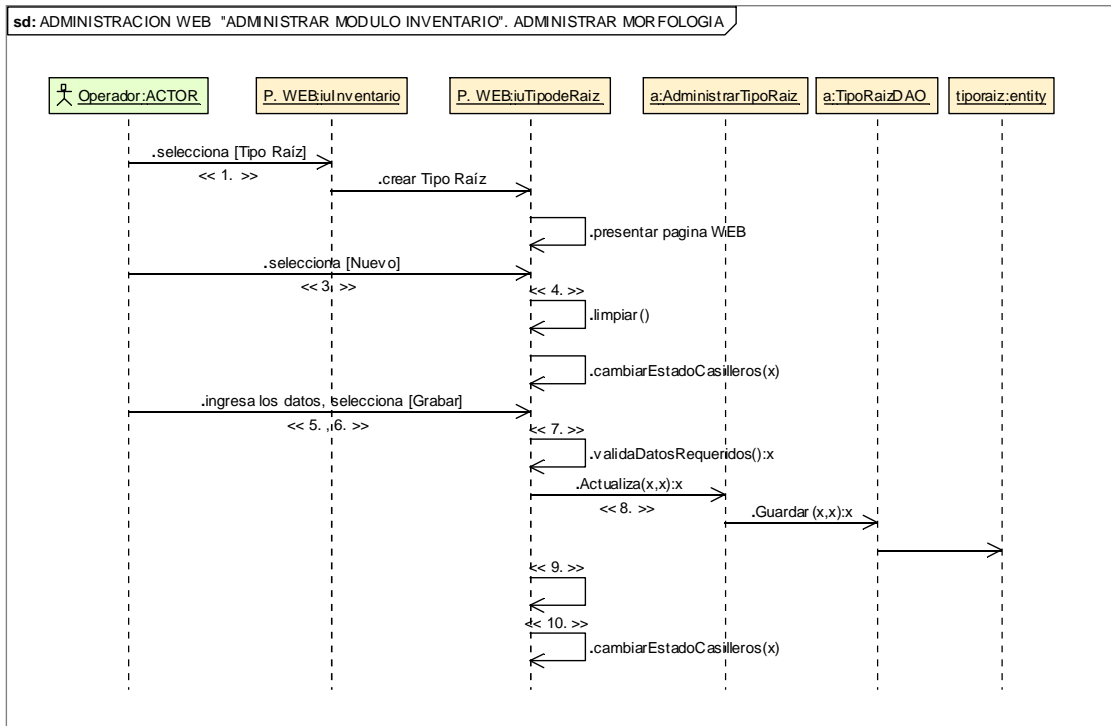 sd: ADMINISTRACION WEB "ADMINISTRAR MODULO INVENTARIO". ADMINISTRAR MORFOLOGIA
Operador:ACTOR
P. WEB:iuInventario
P. WEB:iuTipodeRaiz
a:AdministrarTipoRaiz
a:TipoRaizDAO
tiporaiz:entity
.selecciona [Tipo Raíz]
<< 1. >>
.crear Tipo Raíz
.presentar pagina WEB
.selecciona [Nuevo]
<< 3. >>
<< 4. >>
.limpiar()
.cambiarEstadoCasilleros(x)
.ingresa los datos, selecciona [Grabar]
<< 5. , 6. >>
<< 7. >>
.validaDatosRequeridos():x
.Actualiza(x,x):x
<< 8. >>
.Guardar(x,x):x
<< 9. >>
<< 10. >>
.cambiarEstadoCasilleros(x)